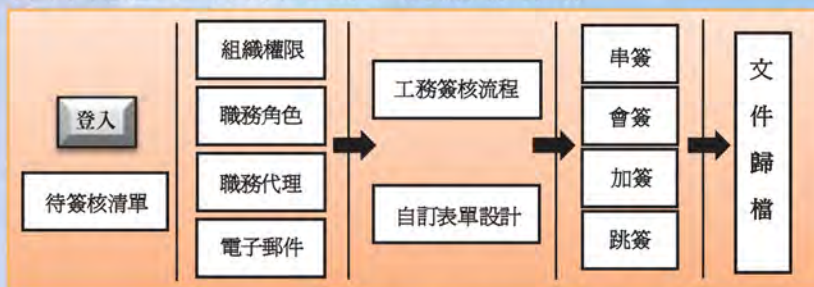 登入
待簽核清單
組織權限
職務角色
職務代理
電子郵件
工務簽核流程
自訂表單設計
串簽
會簽
加簽
跳簽
文件歸檔